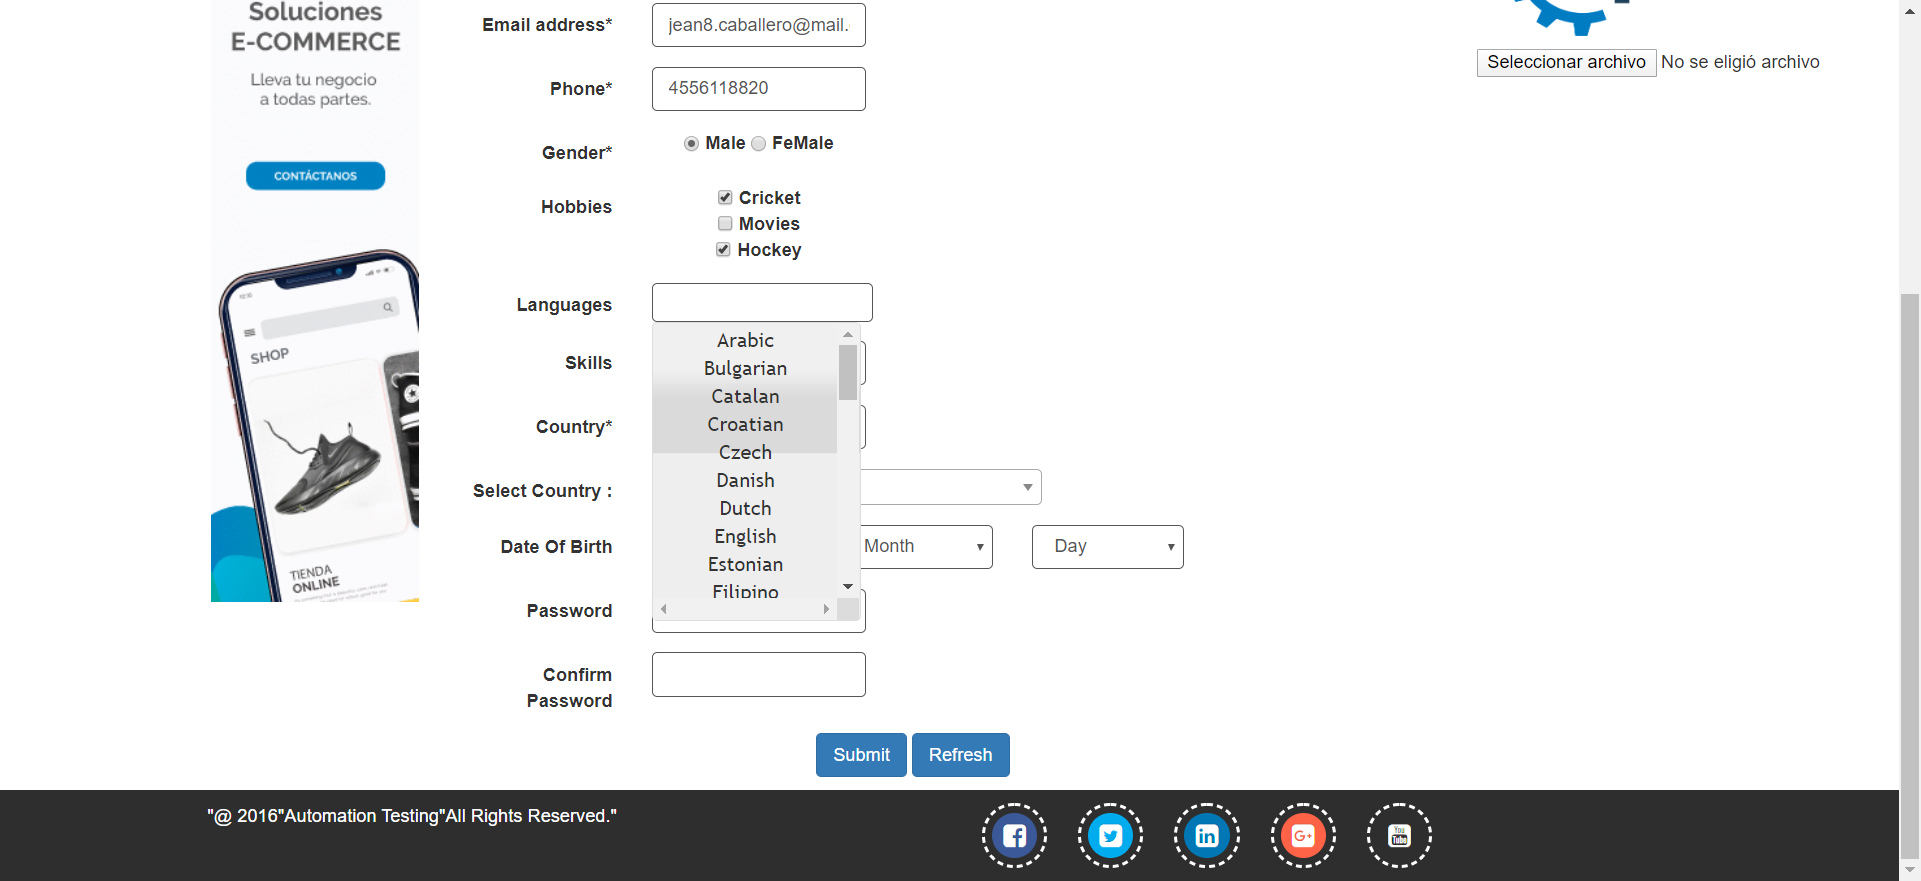 Soluciones
E-COMMERCE
Lleva tu negocio
a todas partes.
CONTÁCTANOS
SHOP
TIENDA
ONLINE
Email address*
jean8.caballero@mail.
Phone*
4556118820
Gender*
Male FeMale
Hobbies
Cricket
Movies
Hockey
Languages
Arabic
Bulgarian
Catalan
Croatian
Czech
Danish
Dutch
English
Estonian
Filipino
Skills
Country*
Select Country :
Date Of Birth
Month
Day
Password
Confirm
Password
Submit
Refresh
Seleccionar archivo No se eligió archivo
"@ 2016"Automation Testing"All Rights Reserved."
f
in
G+
You
Tube